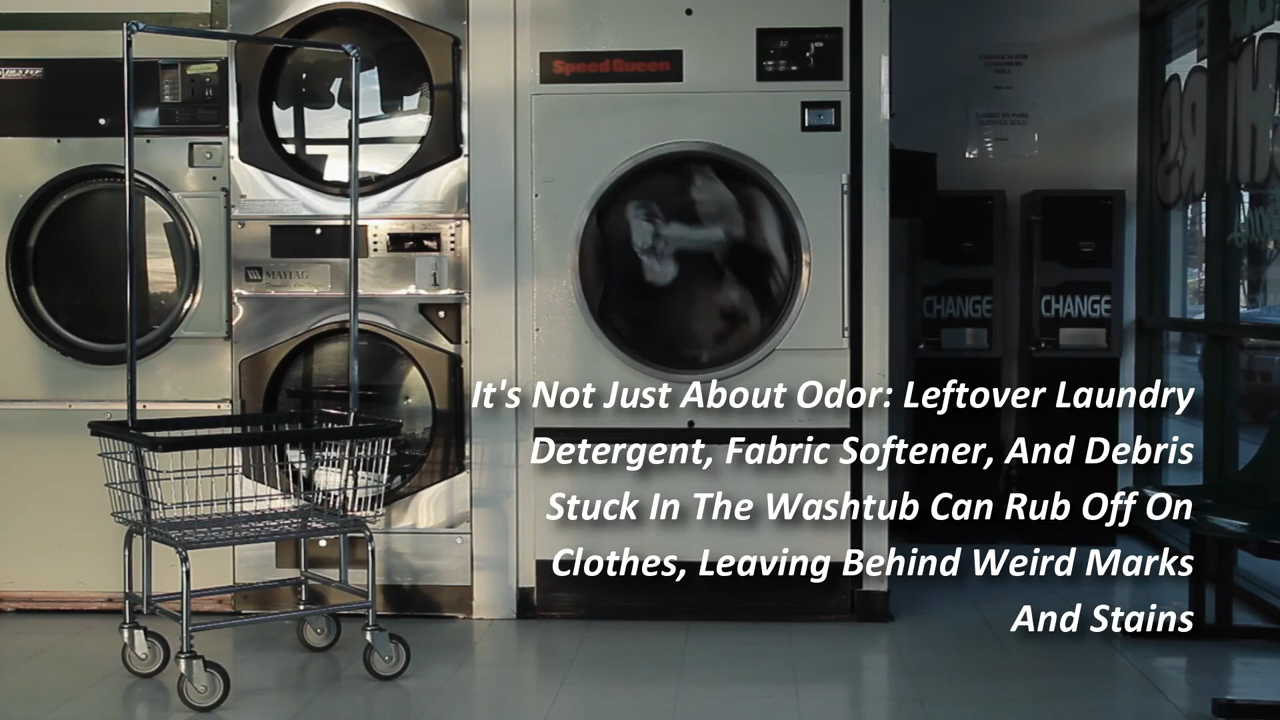 Speed Queen
MAYTAG
CHANGE
CHANGE
It's Not Just About Odor: Leftover Laundry
Detergent, Fabric Softener, And Debris
Stuck In The Washtub Can Rub Off On
Clothes, Leaving Behind Weird Marks
And Stains